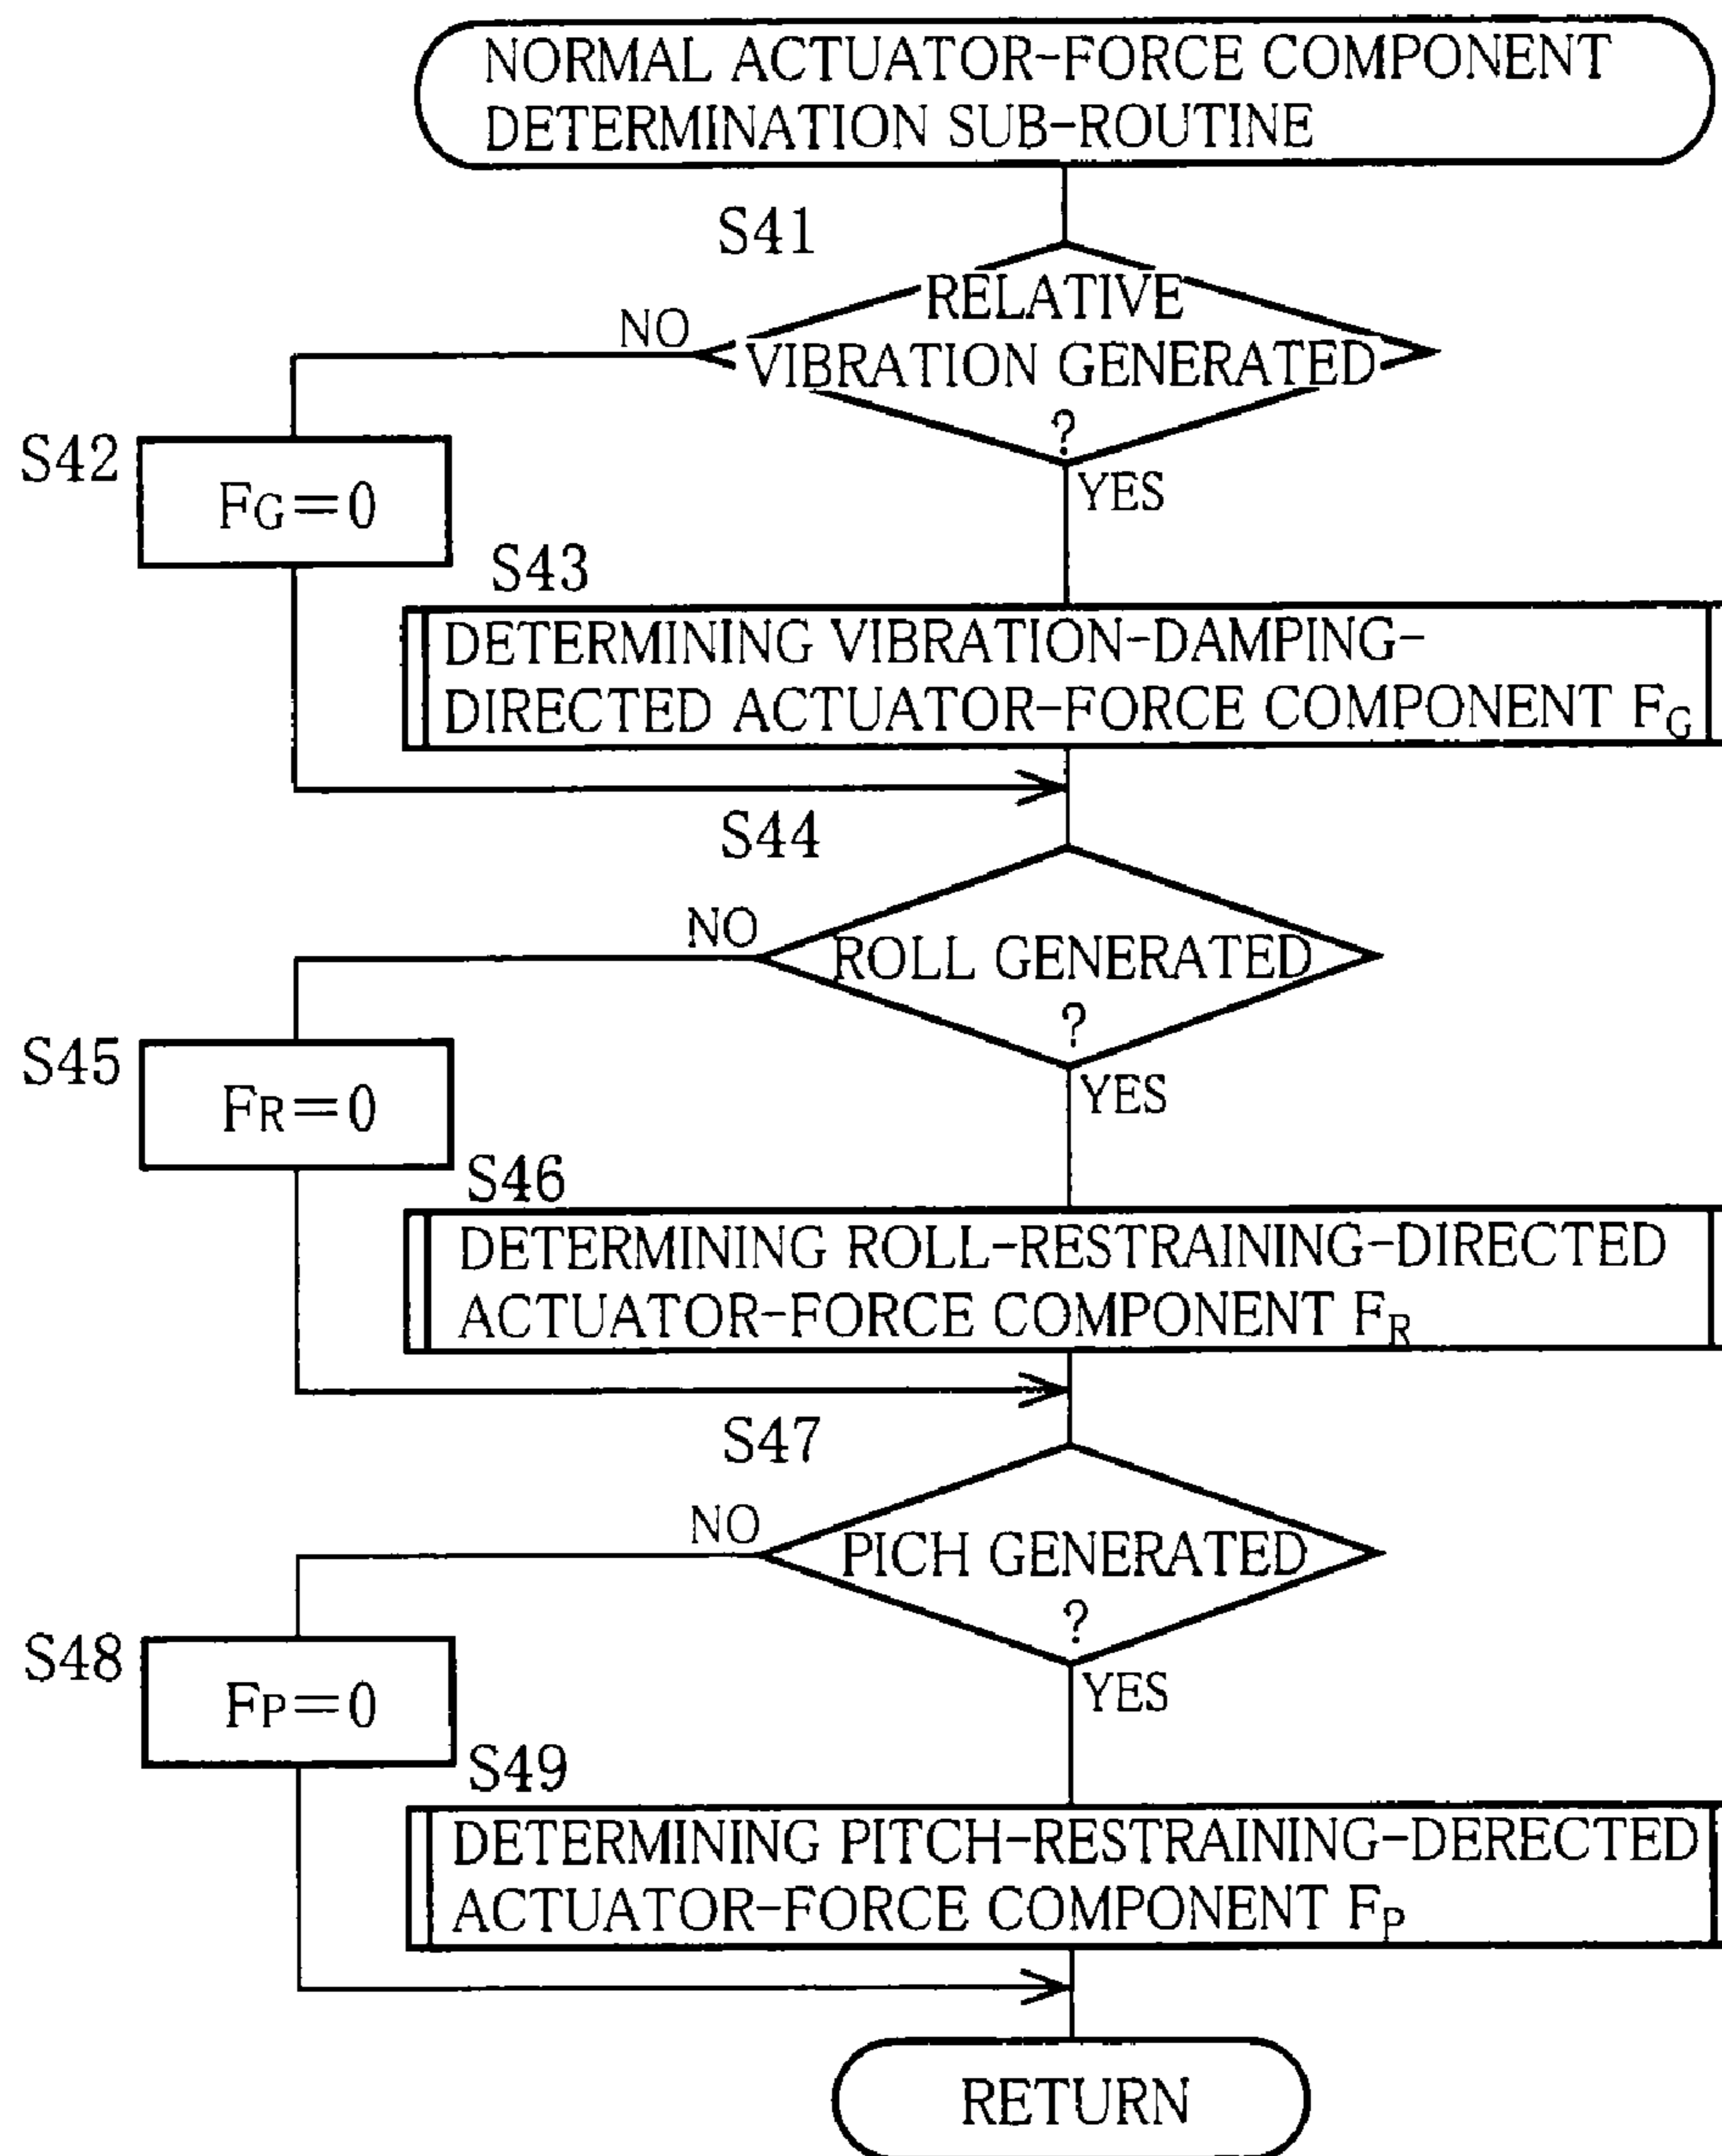 NORMAL ACTUATOR-FORCE COMPONENT
DETERMINATION SUB-ROUTINE
S41
RELATIVE
VIBRATION GENERATED
?
NO
YES
S42
FG=0
S43
DETERMINING VIBRATION-DAMPING-
DIRECTED ACTUATOR-FORCE COMPONENT FG
S44
ROLL GENERATED
?
NO
YES
S45
FR=0
S46
DETERMINING ROLL-RESTRAINING-DIRECTED
ACTUATOR-FORCE COMPONENT FR
S47
PICH GENERATED
?
NO
YES
S48
FP=0
S49
DETERMINING PITCH-RESTRAINING-DERECTED
ACTUATOR-FORCE COMPONENT FP
RETURN